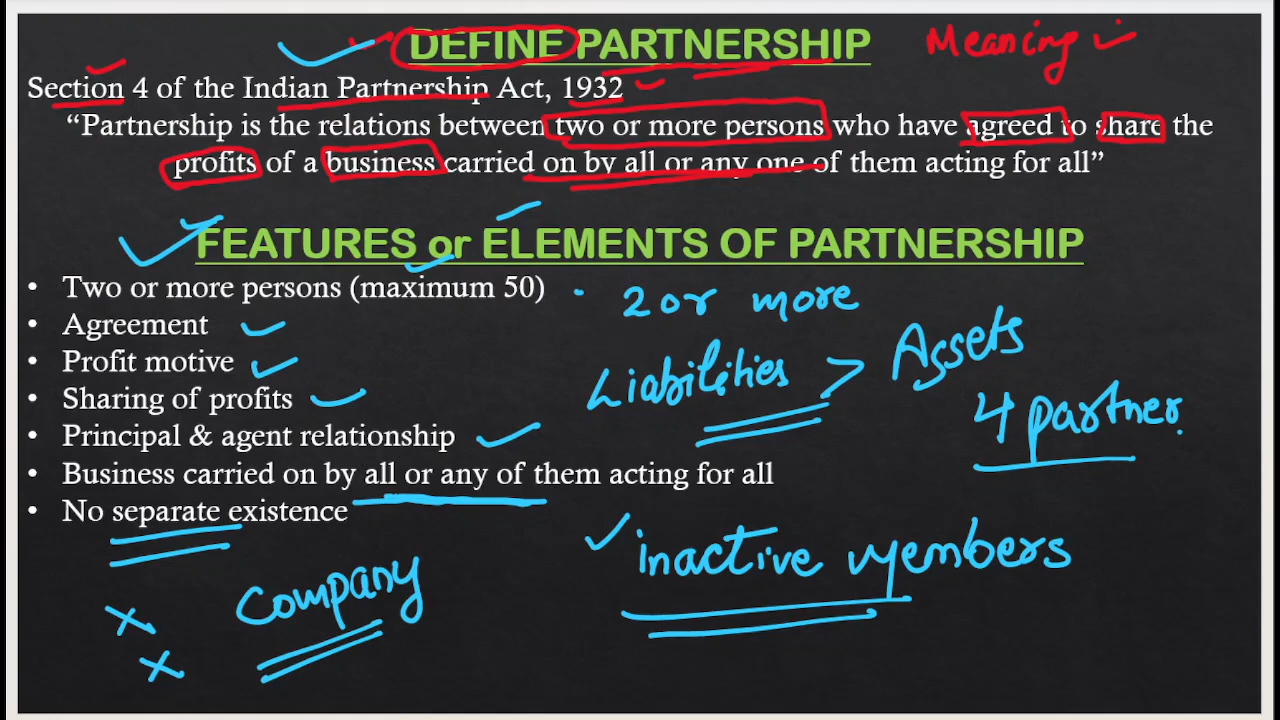 DEFINE PARTNERSHIP Meaning
Section 4 of the Indian Partnership Act, 1932
“Partnership is the relations between two or more persons who have agreed to share the
profits of a business carried on by all or any one of them acting for all”
FEATURES or ELEMENTS OF PARTNERSHIP
• Two or more persons (maximum 50)
2 or more
• Agreement
• Profit motive
Liabilities > Assets
• Sharing of profits
4 partner
• Principal & agent relationship
• Business carried on by all or any of them acting for all
• No separate existence
inactive members
Company